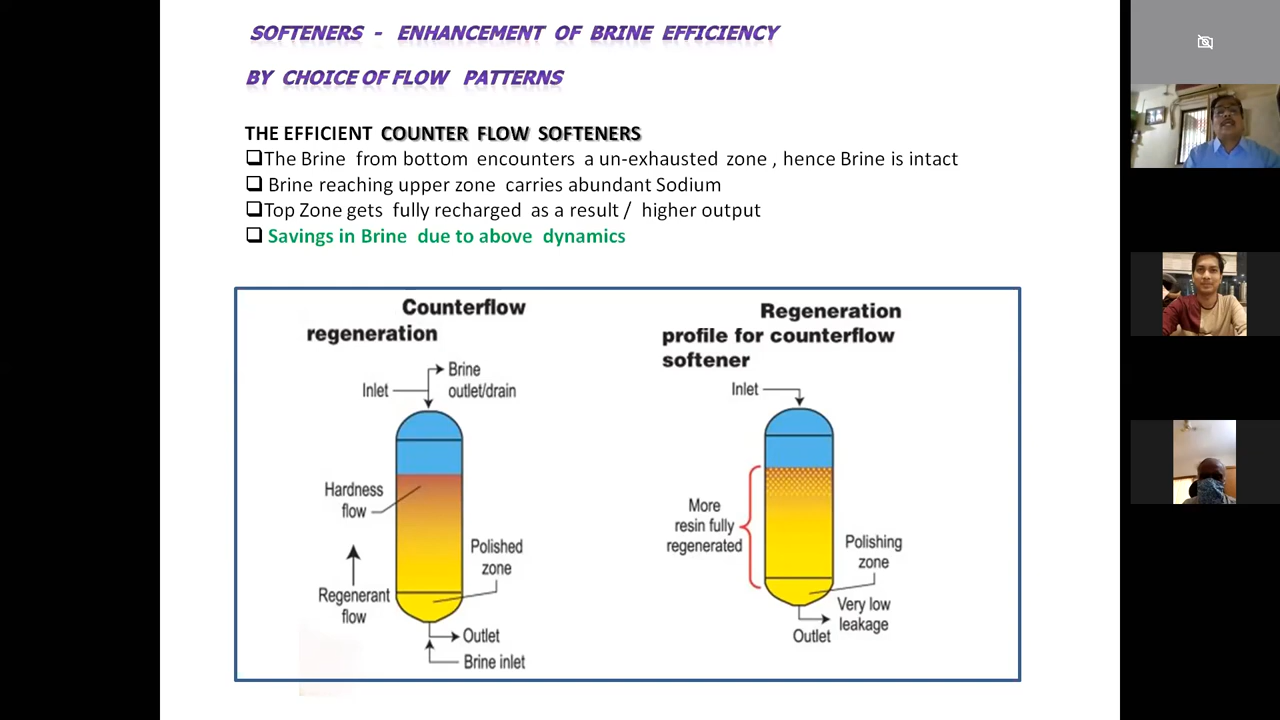 SOFTENERS - ENHANCEMENT OF BRINE EFFICIENCY
BY CHOICE OF FLOW PATTERNS
THE EFFICIENT COUNTER FLOW SOFTENERS
The Brine from bottom encounters a un-exhausted zone , hence Brine is intact
Brine reaching upper zone carries abundant Sodium
Top Zone gets fully recharged as a result / higher output
Savings in Brine due to above dynamics
Counterflow
regeneration
Brine
outlet/drain
Inlet
Hardness
flow
Polished
zone
Regenerant
flow
Outlet
Brine inlet
Regeneration
profile for counterflow
softener
Inlet
More
resin fully
regenerated
Polishing
zone
Very low
leakage
Outlet